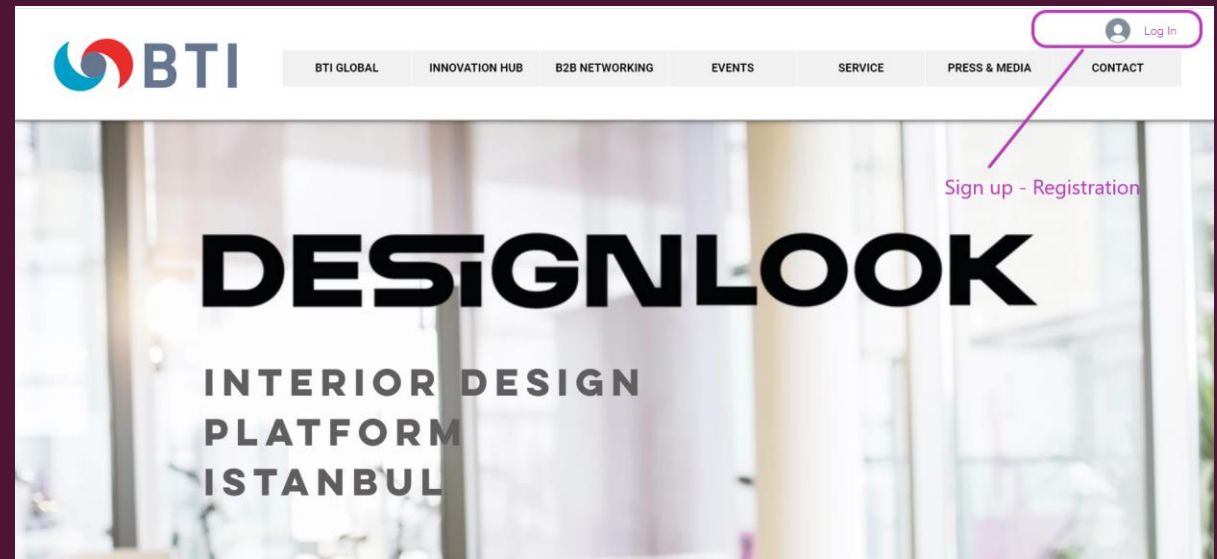 Log In
BTI
BTI GLOBAL INNOVATION HUB B2B NETWORKING EVENTS SERVICE PRESS & MEDIA CONTACT
Sign up - Registration
DESIGNLOOK
INTERIOR DESIGN
PLATFORM
ISTANBUL